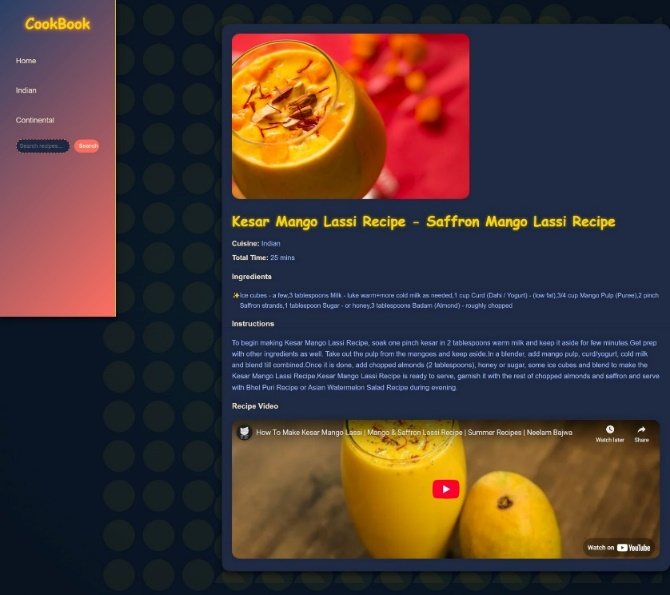 CookBook
Home
Indian
Continental
Search recipes...
Search
Kesar Mango Lassi Recipe - Saffron Mango Lassi Recipe
Cuisine: Indian
Total Time: 25 mins
Ingredients
✨Ice cubes - a few,3 tablespoons Milk - luke warm+more cold milk as needed,1 cup Curd (Dahi / Yogurt) - (low fat),3/4 cup Mango Pulp (Puree),2 pinch
Saffron strands,1 tablespoon Sugar - or honey,3 tablespoons Badam (Almond) - roughly chopped
Instructions
To begin making Kesar Mango Lassi Recipe, soak one pinch kesar in 2 tablespoons warm milk and keep it aside for few minutes.Get prep
with other ingredients as well. Take out the pulp from the mangoes and keep aside.In a blender, add mango pulp, curd/yogurt, cold milk
and blend till combined.Once it is done, add chopped almonds (2 tablespoons), honey or sugar, some ice cubes and blend to make the
Kesar Mango Lassi Recipe.Kesar Mango Lassi Recipe is ready to serve, garnish it with the rest of chopped almonds and saffron and serve
with Bhel Puri Recipe or Asian Watermelon Salad Recipe during evening.
Recipe Video
How To Make Kesar Mango Lassi | Mango & Saffron Lassi Recipe | Summer Recipes | Neelam Bajwa
Watch later
Share
Watch on YouTube